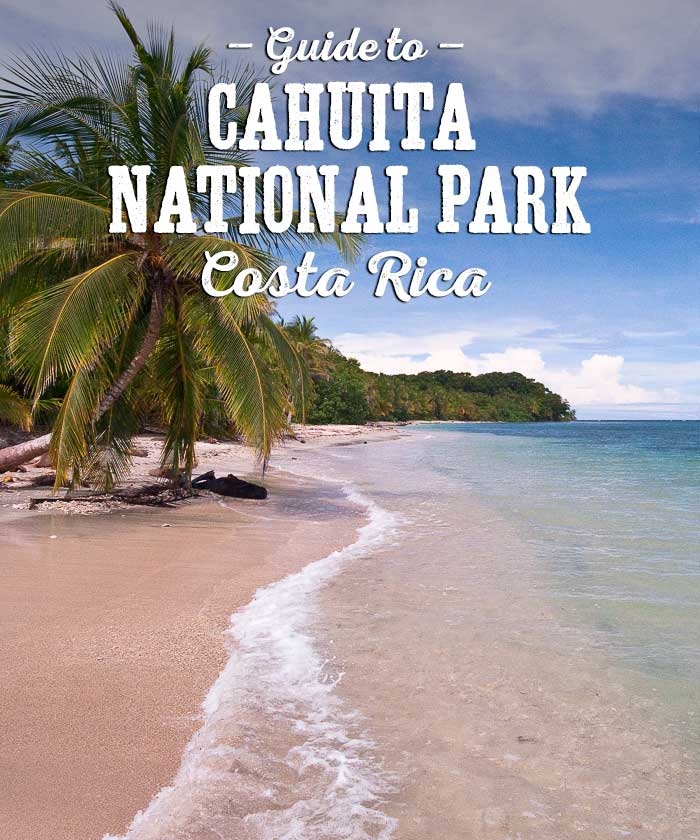 – Guide to –
CAHUITA
NATIONAL PARK
Costa Rica